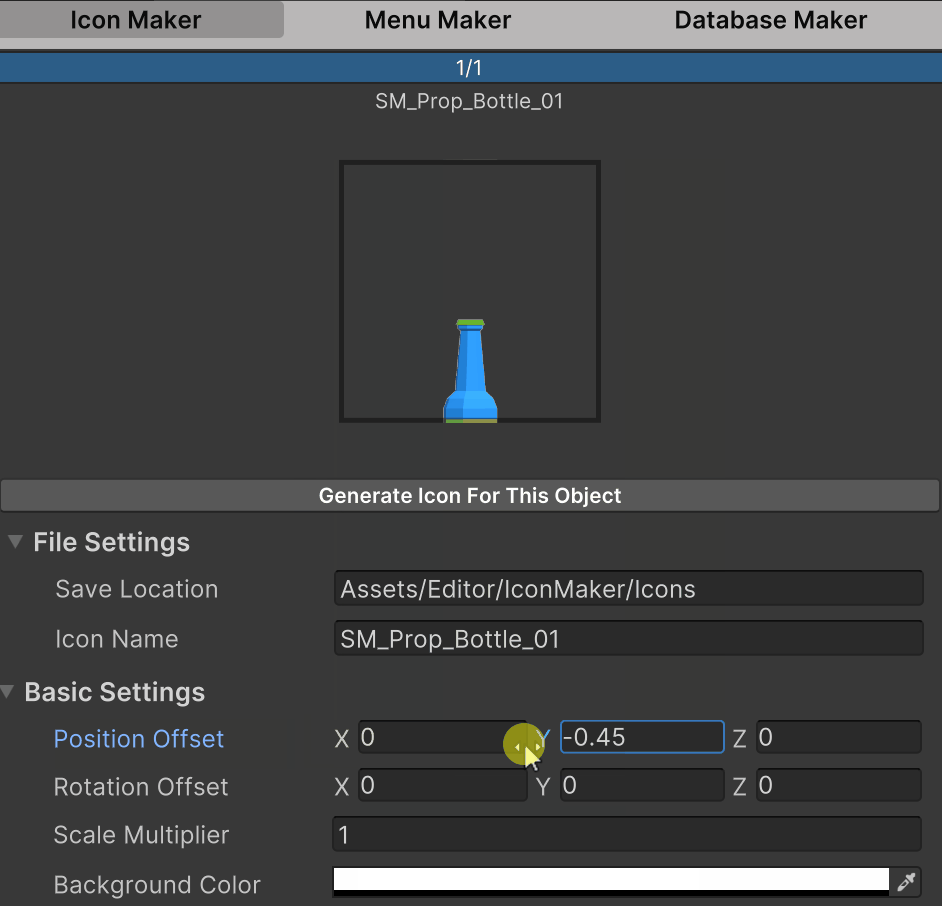 Icon Maker Menu Maker Database Maker
1/1
SM_Prop_Bottle_01
Generate Icon For This Object
File Settings
Save Location Assets/Editor/IconMaker/Icons
Icon Name SM_Prop_Bottle_01
Basic Settings
Position Offset X 0 Y -0.45 Z 0
Rotation Offset X 0 Y 0 Z 0
Scale Multiplier 1
Background Color